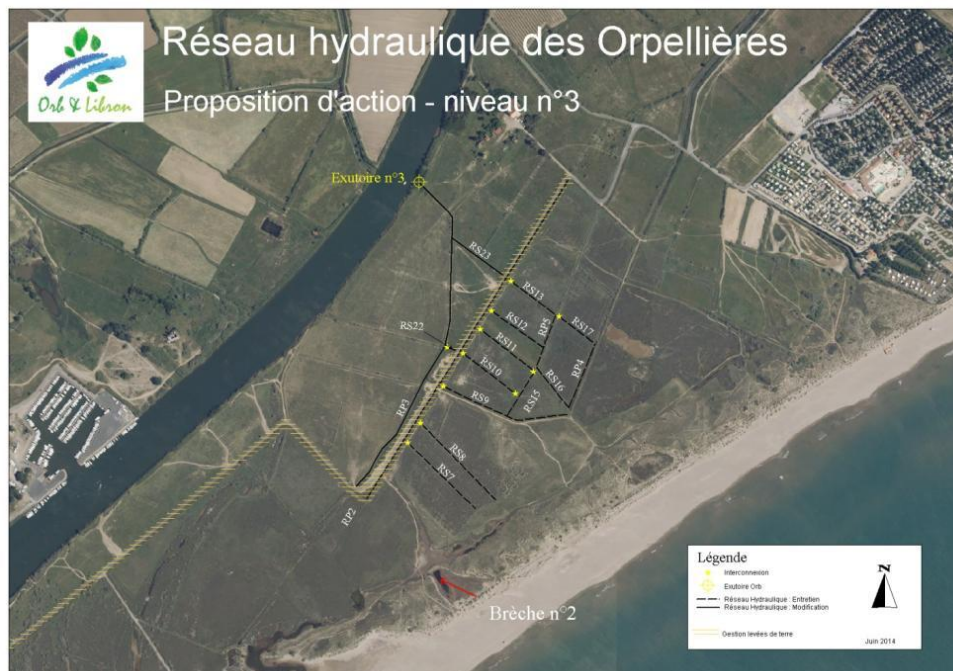 Orb & Libron
Réseau hydraulique des Orpellières
Proposition d'action - niveau n°3
Exutoire n°3
RS23
RS13
RS12
RP5
RS17
RS22
RS11
RP4
RS10
RS16
RS9
RS15
RP3
RS8
RS7
RP2
Brèche n°2
Légende
Interconnexion
Exutoire Orb
Réseau Hydraulique : Entretien
Réseau Hydraulique : Modification
Gestion levées de terre
N
Juin 2014